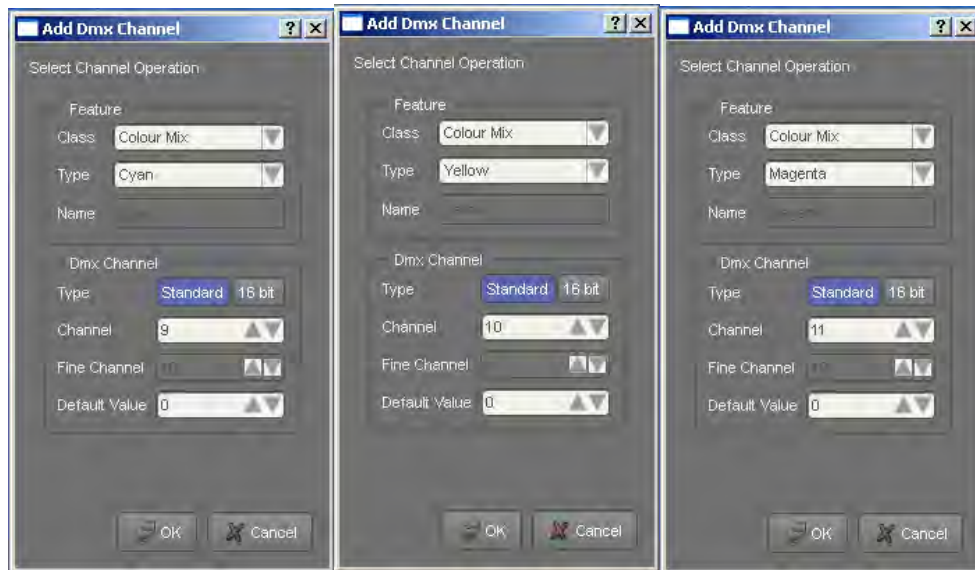 Add Dmx Channel
Select Channel Operation
Feature
Class Colour Mix
Type Cyan
Name
Dmx Channel
Type Standard 16 bit
Channel 9
Fine Channel
Default Value 0
OK Cancel
Add Dmx Channel
Select Channel Operation
Feature
Class Colour Mix
Type Yellow
Name
Dmx Channel
Type Standard 16 bit
Channel 10
Fine Channel
Default Value 0
OK Cancel
Add Dmx Channel
Select Channel Operation
Feature
Class Colour Mix
Type Magenta
Name
Dmx Channel
Type Standard 16 bit
Channel 11
Fine Channel
Default Value 0
OK Cancel